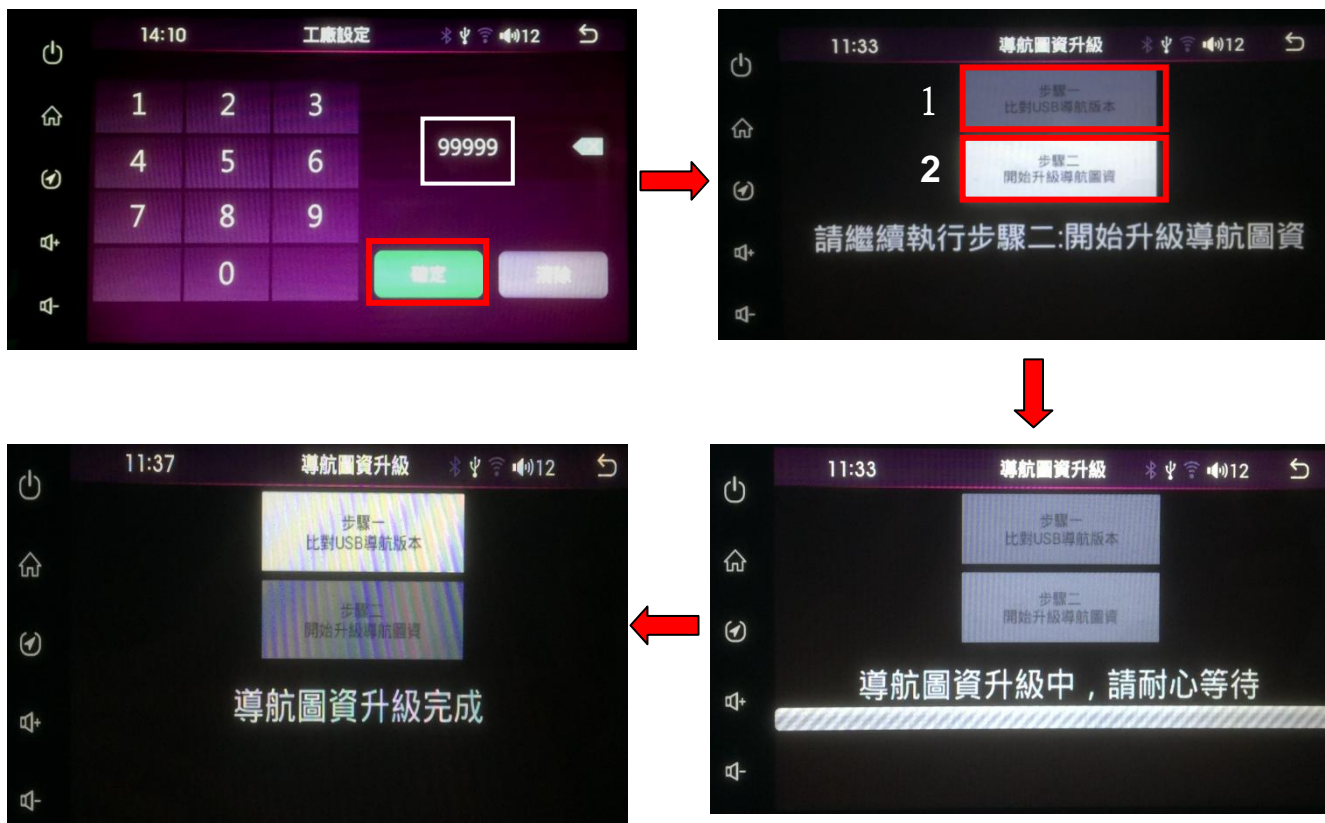 14:10 工廠設定 12
1 2 3
4 5 6
7 8 9
0
99999
確定 清除
11:33 導航圖資升級 12
1 步驟一
比對USB導航版本
2 步驟二
開始升級導航圖資
請繼續執行步驟二:開始升級導航圖資
11:37 導航圖資升級 12
步驟一
比對USB導航版本
步驟二
開始升級導航圖資
導航圖資升級完成
11:33 導航圖資升級 12
步驟一
比對USB導航版本
步驟二
開始升級導航圖資
導航圖資升級中，請耐心等待